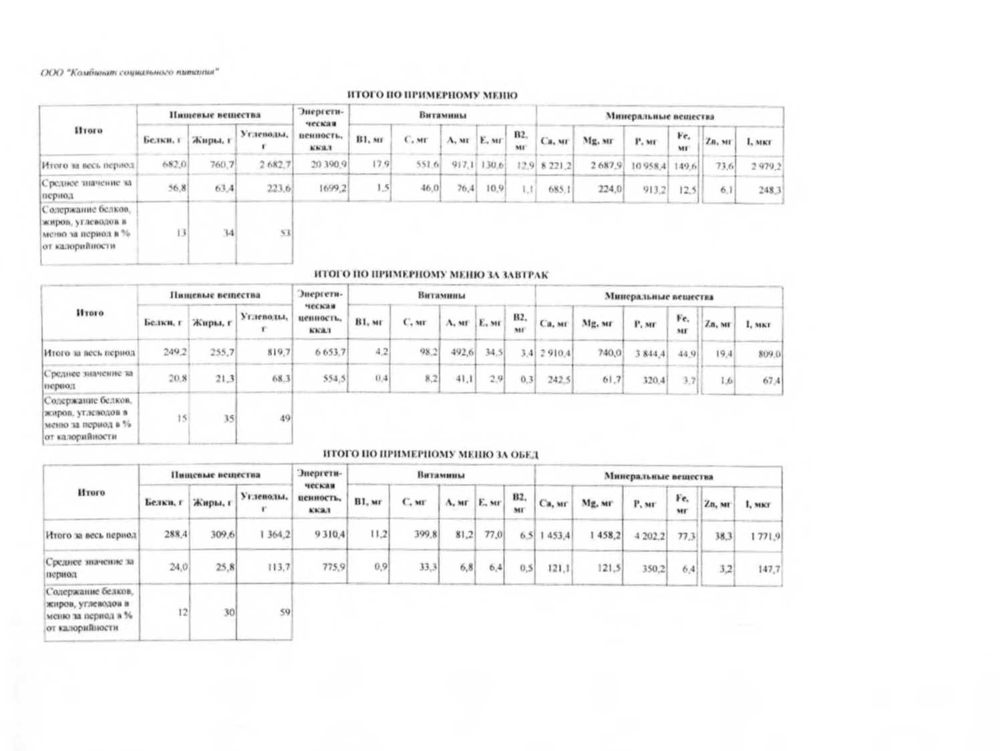 ООО "Комбинат социального питания"
ИТОГО ПО ПРИМЕРНОМУ МЕНЮ
Итого Пищевые вещества Энергети-ческая ценность, ккал Витамины Минеральные вещества
Белки, г Жиры, г Углеводы, г В1, мг С, мг А, мг Е, мг В2, мг Са, мг Mg, мг Р, мг Fe, мг Zn, мг I, мкг
Итого за весь период 682,0 760,7 2 682,7 20 390,9 17,9 551,6 917,1 130,6 12,9 8 221,2 2 687,9 10 958,4 149,6 73,6 2 979,2
Среднее значение за период 56,8 63,4 223,6 1699,2 1,5 46,0 76,4 10,9 1,1 685,1 224,0 913,2 12,5 6,1 248,3
Содержание белков, жиров, углеводов в меню за период в % от калорийности 13 34 53
ИТОГО ПО ПРИМЕРНОМУ МЕНЮ ЗА ЗАВТРАК
Итого Пищевые вещества Энергети-ческая ценность, ккал Витамины Минеральные вещества
Белки, г Жиры, г Углеводы, г В1, мг С, мг А, мг Е, мг В2, мг Са, мг Mg, мг Р, мг Fe, мг Zn, мг I, мкг
Итого за весь период 249,2 255,7 819,7 6 653,7 4,2 98,2 492,6 34,5 3,4 2 910,4 740,0 3 844,4 44,9 19,4 809,0
Среднее значение за период 20,8 21,3 68,3 554,5 0,4 8,2 41,1 2,9 0,3 242,5 61,7 320,4 3,7 1,6 67,4
Содержание белков, жиров, углеводов в меню за период в % от калорийности 15 35 49
ИТОГО ПО ПРИМЕРНОМУ МЕНЮ ЗА ОБЕД
Итого Пищевые вещества Энергети-ческая ценность, ккал Витамины Минеральные вещества
Белки, г Жиры, г Углеводы, г В1, мг С, мг А, мг Е, мг В2, мг Са, мг Mg, мг Р, мг Fe, мг Zn, мг I, мкг
Итого за весь период 288,4 309,6 1 364,2 9 310,4 11,2 399,8 81,2 77,0 6,5 1 453,4 1 458,2 4 202,2 77,3 38,3 1 771,9
Среднее значение за период 24,0 25,8 113,7 775,9 0,9 33,3 6,8 6,4 0,5 121,1 121,5 350,2 6,4 3,2 147,7
Содержание белков, жиров, углеводов в меню за период в % от калорийности 12 30 59